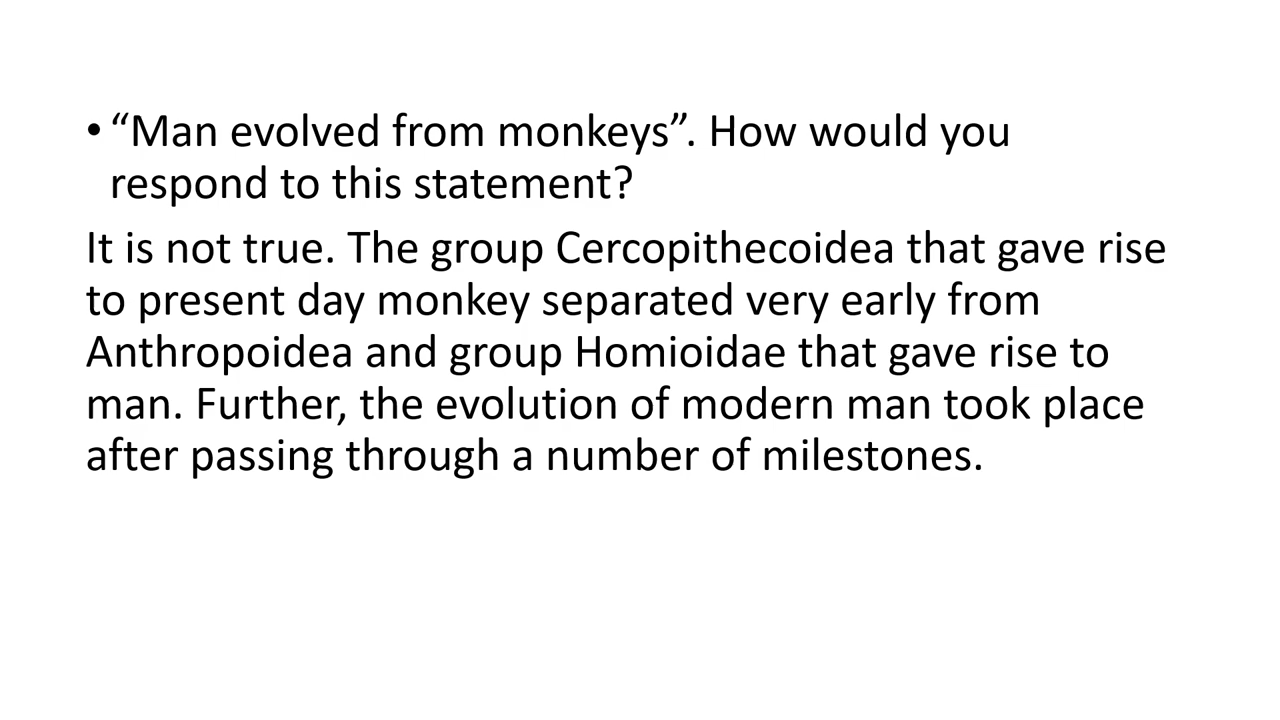 • “Man evolved from monkeys”. How would you
respond to this statement?
It is not true. The group Cercopithecoidea that gave rise
to present day monkey separated very early from
Anthropoidea and group Homioidae that gave rise to
man. Further, the evolution of modern man took place
after passing through a number of milestones.